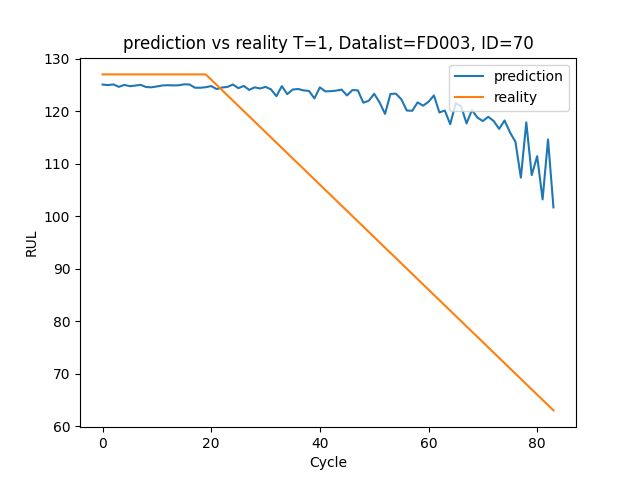 prediction vs reality T=1, Datalist=FD003, ID=70
130
120
110
100
90
80
70
60
RUL
0
20
40
60
80
Cycle
prediction
reality